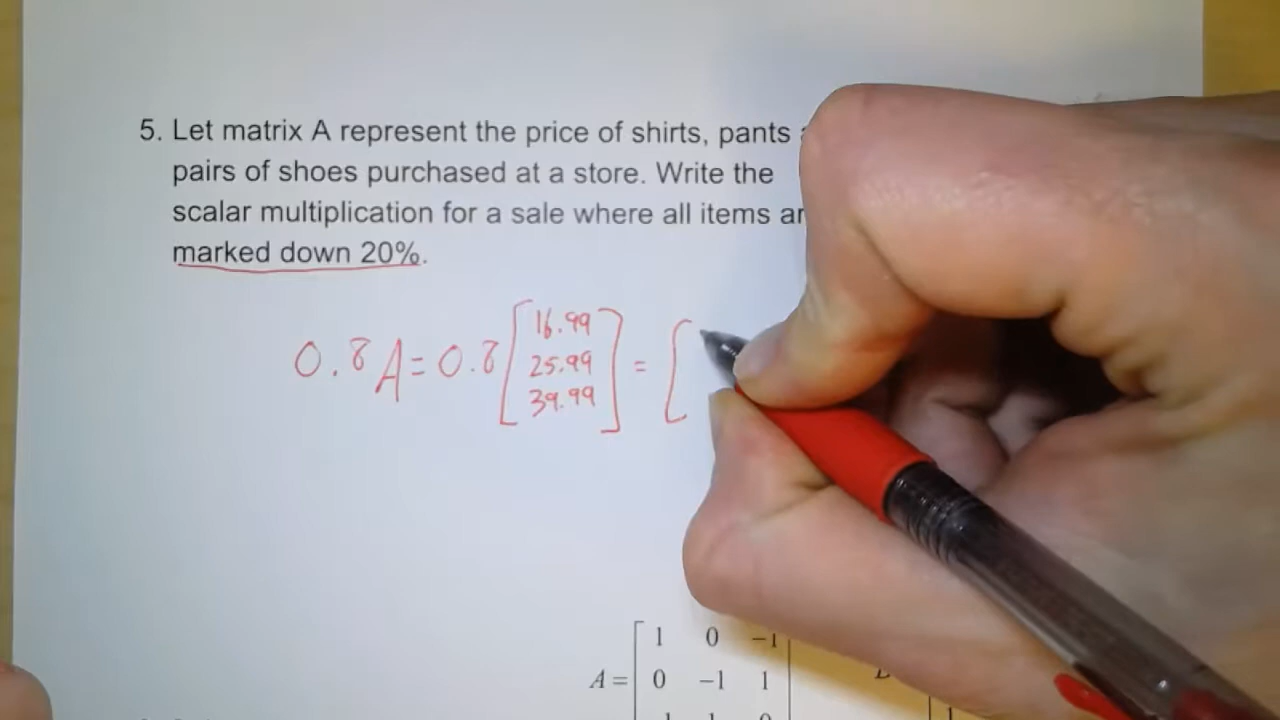 5. Let matrix A represent the price of shirts, pants
pairs of shoes purchased at a store. Write the
scalar multiplication for a sale where all items
marked down 20%.
0.8 A = 0.8 [16.99
25.99
39.99] = [
A = [1 0 −1
0 −1 1